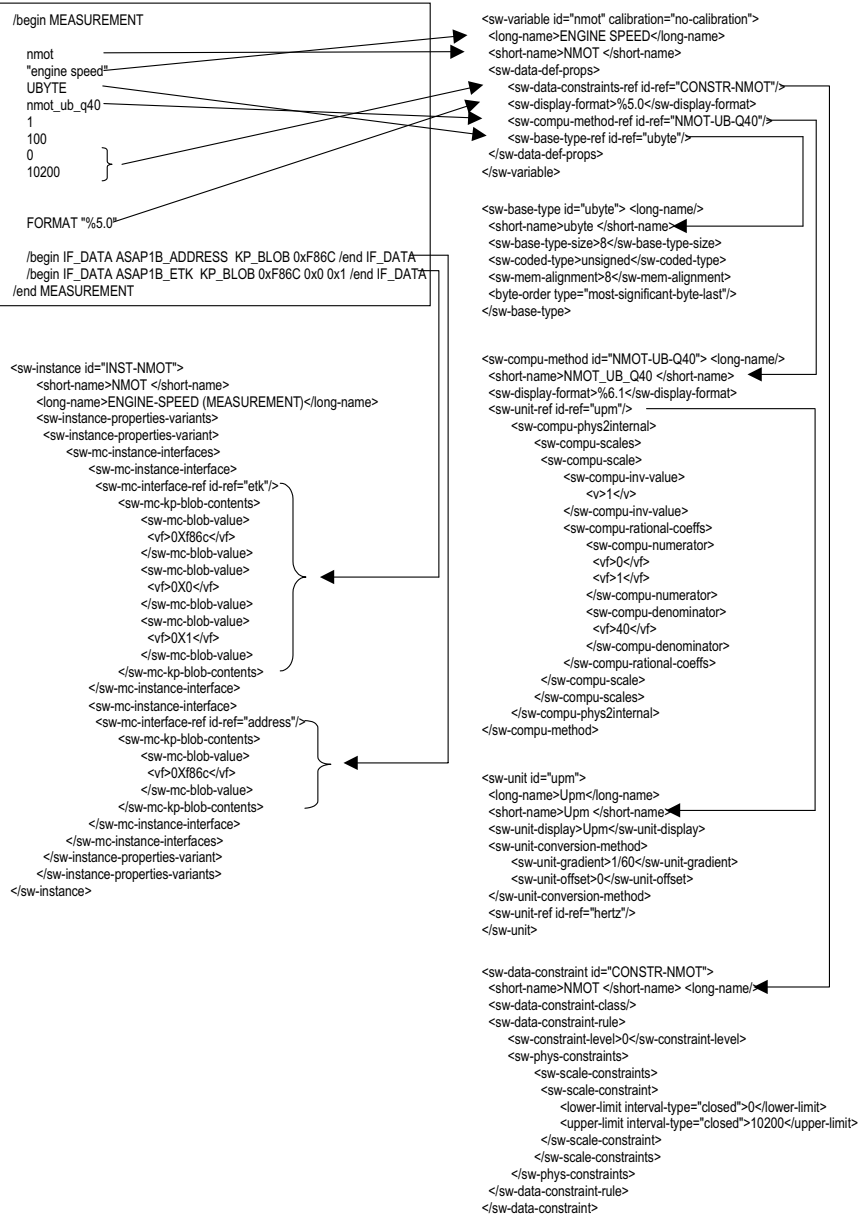 /begin MEASUREMENT
nmot
"engine speed"
UBYTE
nmot_ub_q40
1
100
0
10200
FORMAT "%5.0"
/begin IF_DATA ASAP1B_ADDRESS KP_BLOB 0xF86C /end IF_DATA
/begin IF_DATA ASAP1B_ETK KP_BLOB 0xF86C 0x0 0x1 /end IF_DATA
/end MEASUREMENT
<sw-instance id="INST-NMOT">
<short-name>NMOT </short-name>
<long-name>ENGINE-SPEED (MEASUREMENT)</long-name>
<sw-instance-properties-variants>
<sw-instance-properties-variant>
<sw-mc-instance-interfaces>
<sw-mc-instance-interface>
<sw-mc-interface-ref id-ref="etk"/>
<sw-mc-kp-blob-contents>
<sw-mc-blob-value>
<vf>0Xf86c</vf>
</sw-mc-blob-value>
<sw-mc-blob-value>
<vf>0X0</vf>
</sw-mc-blob-value>
<sw-mc-blob-value>
<vf>0X1</vf>
</sw-mc-blob-value>
</sw-mc-kp-blob-contents>
</sw-mc-instance-interface>
<sw-mc-instance-interface>
<sw-mc-interface-ref id-ref="address"/>
<sw-mc-kp-blob-contents>
<sw-mc-blob-value>
<vf>0Xf86c</vf>
</sw-mc-blob-value>
</sw-mc-kp-blob-contents>
</sw-mc-instance-interface>
</sw-mc-instance-interfaces>
</sw-instance-properties-variant>
</sw-instance-properties-variants>
</sw-instance>
<sw-variable id="nmot" calibration="no-calibration">
<long-name>ENGINE SPEED</long-name>
<short-name>NMOT </short-name>
<sw-data-def-props>
<sw-data-constraints-ref id-ref="CONSTR-NMOT"/>
<sw-display-format>%5.0</sw-display-format>
<sw-compu-method-ref id-ref="NMOT-UB-Q40"/>
<sw-base-type-ref id-ref="ubyte"/>
</sw-data-def-props>
</sw-variable>
<sw-base-type id="ubyte"> <long-name/>
<short-name>ubyte </short-name>
<sw-base-type-size>8</sw-base-type-size>
<sw-coded-type>unsigned</sw-coded-type>
<sw-mem-alignment>8</sw-mem-alignment>
<byte-order type="most-significant-byte-last"/>
</sw-base-type>
<sw-compu-method id="NMOT-UB-Q40"> <long-name/>
<short-name>NMOT_UB_Q40 </short-name>
<sw-display-format>%6.1</sw-display-format>
<sw-unit-ref id-ref="upm"/>
<sw-compu-phys2internal>
<sw-compu-scales>
<sw-compu-scale>
<sw-compu-inv-value>
<v>1</v>
</sw-compu-inv-value>
<sw-compu-rational-coeffs>
<sw-compu-numerator>
<vf>0</vf>
<vf>1</vf>
</sw-compu-numerator>
<sw-compu-denominator>
<vf>40</vf>
</sw-compu-denominator>
</sw-compu-rational-coeffs>
</sw-compu-scale>
</sw-compu-scales>
</sw-compu-phys2internal>
</sw-compu-method>
<sw-unit id="upm">
<long-name>Upm</long-name>
<short-name>Upm </short-name>
<sw-unit-display>Upm</sw-unit-display>
<sw-unit-conversion-method>
<sw-unit-gradient>1/60</sw-unit-gradient>
<sw-unit-offset>0</sw-unit-offset>
</sw-unit-conversion-method>
<sw-unit-ref id-ref="hertz"/>
</sw-unit>
<sw-data-constraint id="CONSTR-NMOT">
<short-name>NMOT </short-name> <long-name/>
<sw-data-constraint-class/>
<sw-data-constraint-rule>
<sw-constraint-level>0</sw-constraint-level>
<sw-phys-constraints>
<sw-scale-constraints>
<sw-scale-constraint>
<lower-limit interval-type="closed">0</lower-limit>
<upper-limit interval-type="closed">10200</upper-limit>
</sw-scale-constraint>
</sw-scale-constraints>
</sw-phys-constraints>
</sw-data-constraint-rule>
</sw-data-constraint>